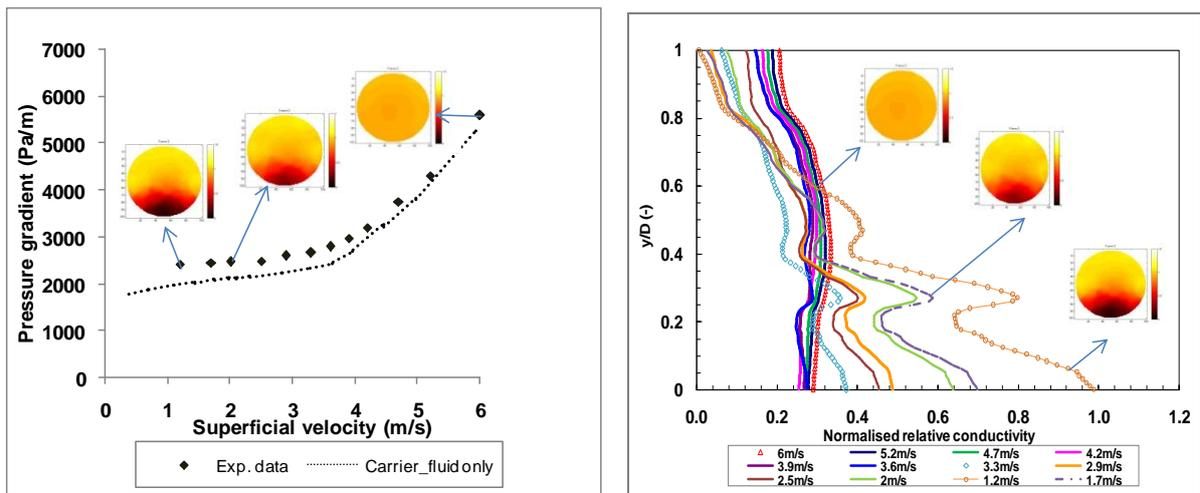 7000
6000
5000
4000
3000
2000
1000
0
Pressure gradient (Pa/m)
0 1 2 3 4 5 6
Superficial velocity (m/s)
Exp. data Carrier_fluid only
1
0.8
0.6
0.4
0.2
0
y/D (-)
0.0 0.2 0.4 0.6 0.8 1.0 1.2
Normalised relative conductivity
6m/s 5.2m/s 4.7m/s 4.2m/s
3.9m/s 3.6m/s 3.3m/s 2.9m/s
2.5m/s 2m/s 1.2m/s 1.7m/s